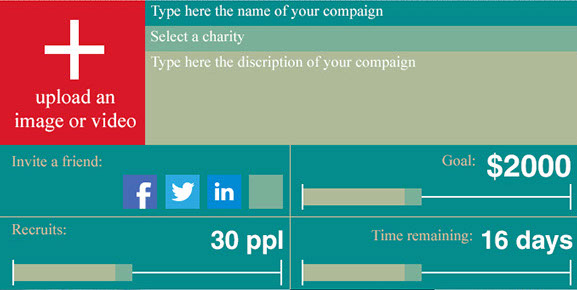 Type here the name of your compaign
Select a charity
Type here the discription of your compaign
upload an
image or video
Invite a friend:
f
in
Goal: $2000
Recruits: 30 ppl
Time remaining: 16 days